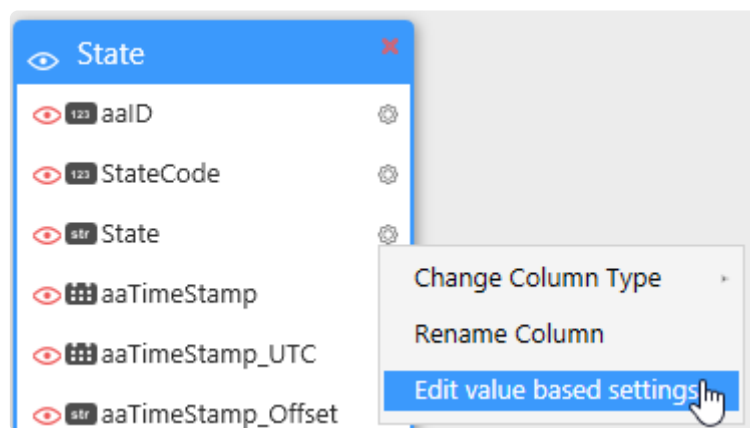 State
123 aaID
123 StateCode
str State
aaTimeStamp
aaTimeStamp_UTC
str aaTimeStamp_Offset
Change Column Type
Rename Column
Edit value based settings